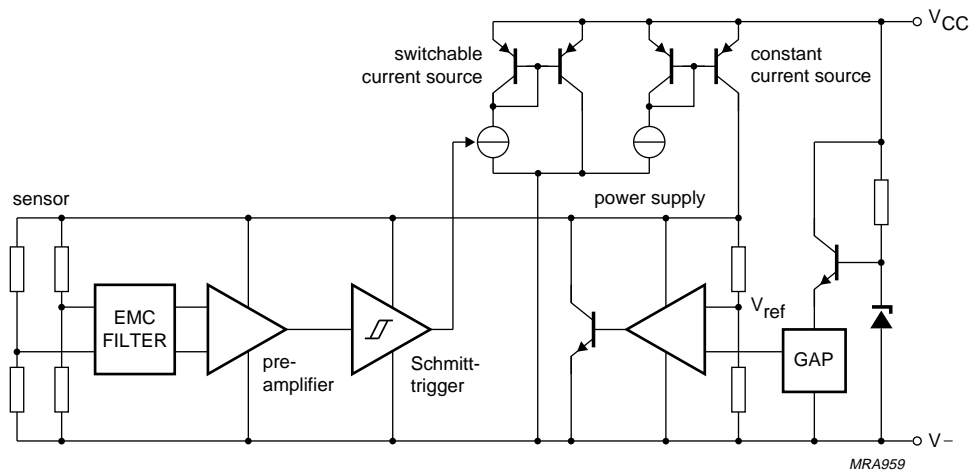 V CC
switchable
current source
constant
current source
sensor
power supply
EMC
FILTER
pre-
amplifier
Schmitt-
trigger
V ref
GAP
V−
MRA959